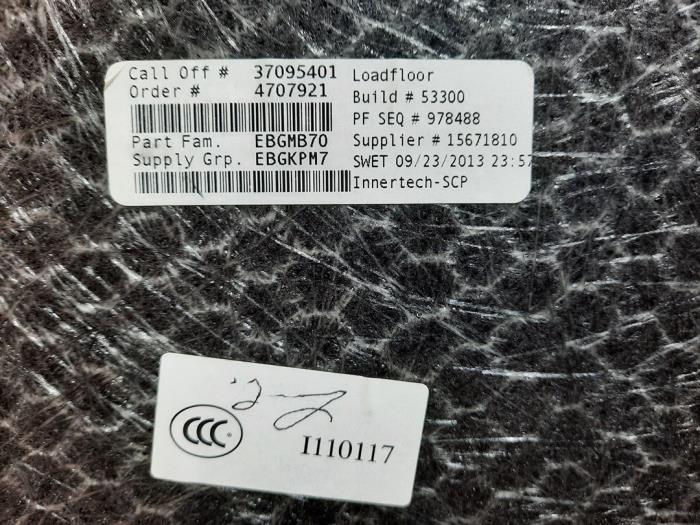 Call Off # 37095401
Order # 4707921
Part Fam. EBGMB70
Supply Grp. EBGKPM7
Loadfloor
Build # 53300
PF SEQ # 978488
Supplier # 15671810
SWET 09/23/2013 23:57
Innertech-SCP
CCC
I110117